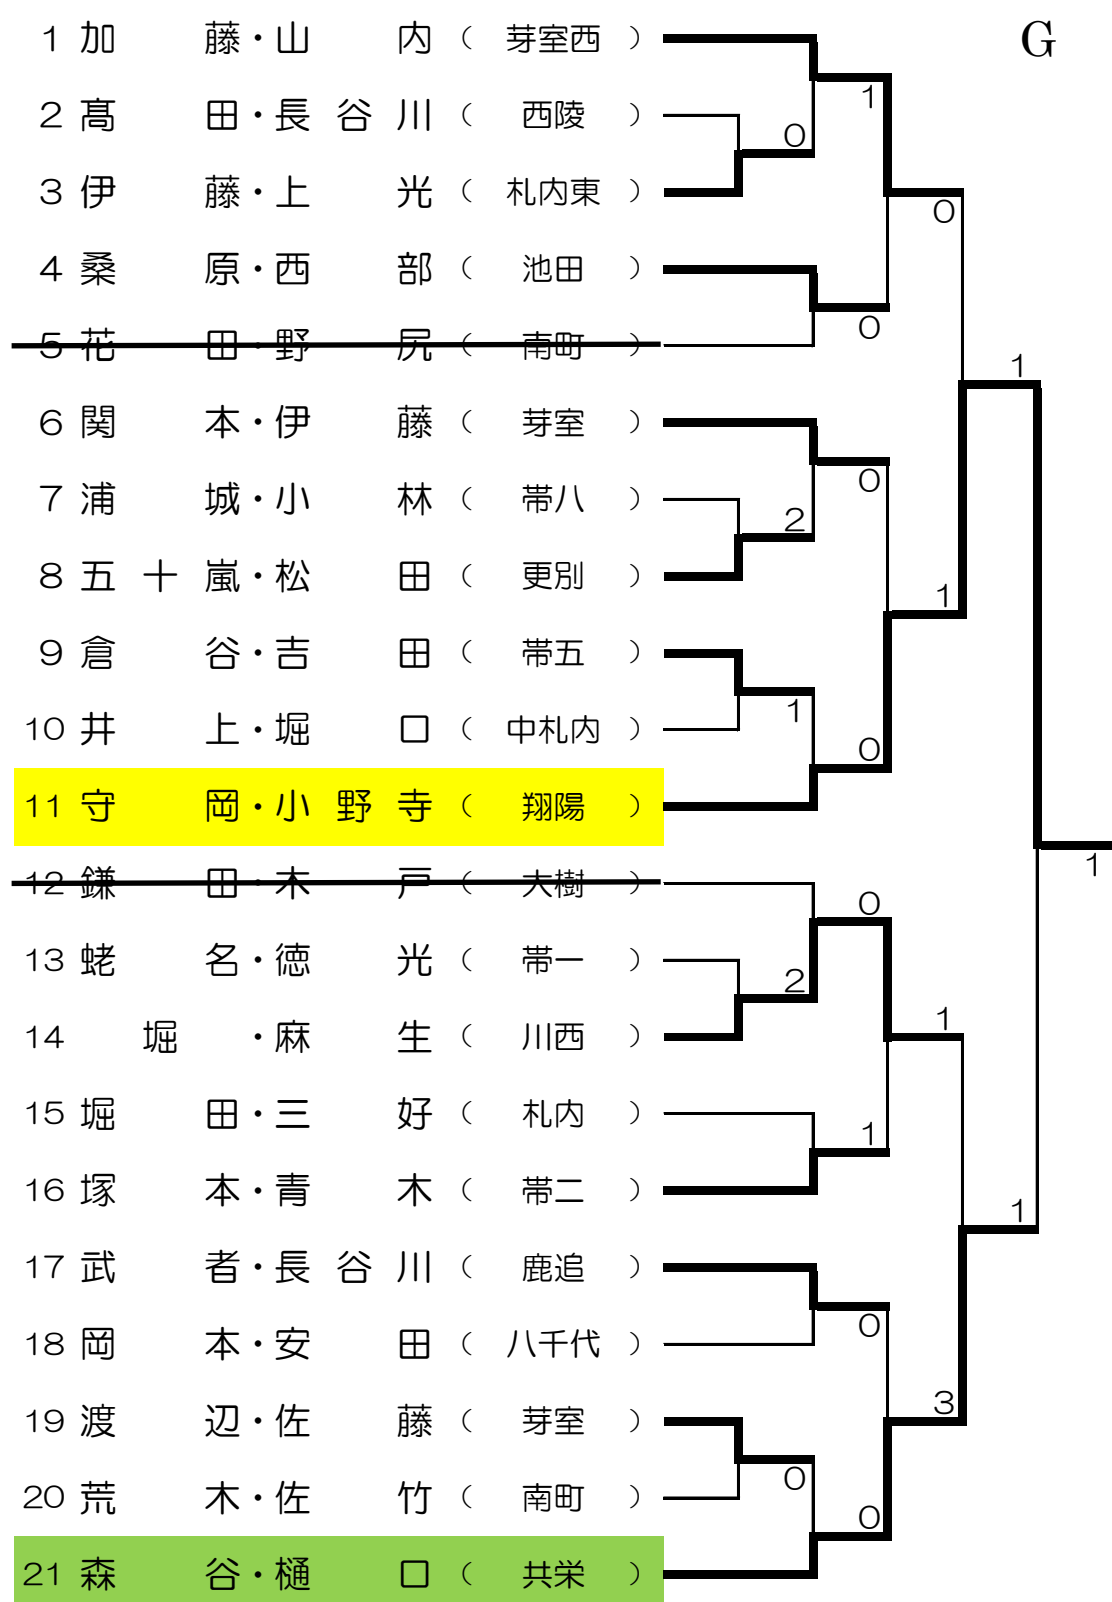 G
1 加 藤・山 内 ( 芽室西 )
1
2 髙 田・長 谷 川 ( 西陵 )
0
3 伊 藤・上 光 ( 札内東 )
0
4 桑 原・西 部 ( 池田 )
0
5 花 田・野 尻 ( 南町 )
1
6 関 本・伊 藤 ( 芽室 )
0
7 浦 城・小 林 ( 帯八 )
2
8 五 十 嵐・松 田 ( 更別 )
1
9 倉 谷・吉 田 ( 帯五 )
1
10 井 上・堀 口 ( 中札内 )
0
11 守 岡・小 野 寺 ( 翔陽 )
1
12 鎌 田・木 戸 ( 大樹 )
0
13 蛯 名・徳 光 ( 帯一 )
2
14 堀 ・麻 生 ( 川西 )
1
15 堀 田・三 好 ( 札内 )
1
16 塚 本・青 木 ( 帯二 )
1
17 武 者・長 谷 川 ( 鹿追 )
0
18 岡 本・安 田 ( 八千代 )
3
19 渡 辺・佐 藤 ( 芽室 )
0
20 荒 木・佐 竹 ( 南町 )
0
21 森 谷・樋 口 ( 共栄 )